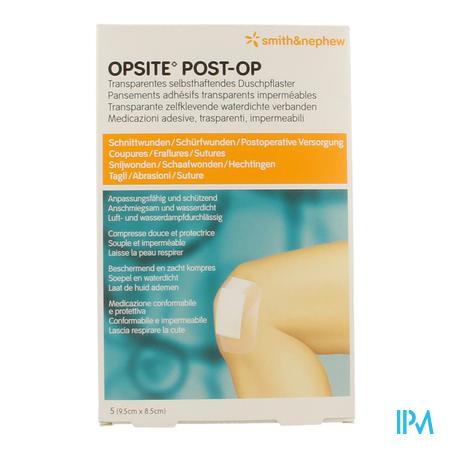 smith&nephew
OPSITE◇ POST-OP
Transparentes selbsthaftendes Duschpflaster
Pansements adhésifs transparents imperméables
Transparante zelfklevende waterdichte verbanden
Medicazioni adesive, trasparenti, impermeabili
Schnittwunden/Schürfwunden/Postoperative Versorgung
Coupures/Eraflures/Sutures
Snijwonden/Schaafwonden/Hechtingen
Tagli/Abrasioni/Suture
Anpassungsfähig und schützend
Anschmiegsam und wasserdicht
Luft- und wasserdampfdurchlässig
Compresse douce et protectrice
Souple et imperméable
Laisse la peau respirer
Beschermend en zacht kompres
Soepel en waterdicht
Laat de huid ademen
Medicazione conformabile
e protettiva
Conformabile e impermeabile
Lascia respirare la cute
5 (9.5cm x 8.5cm)
IPM